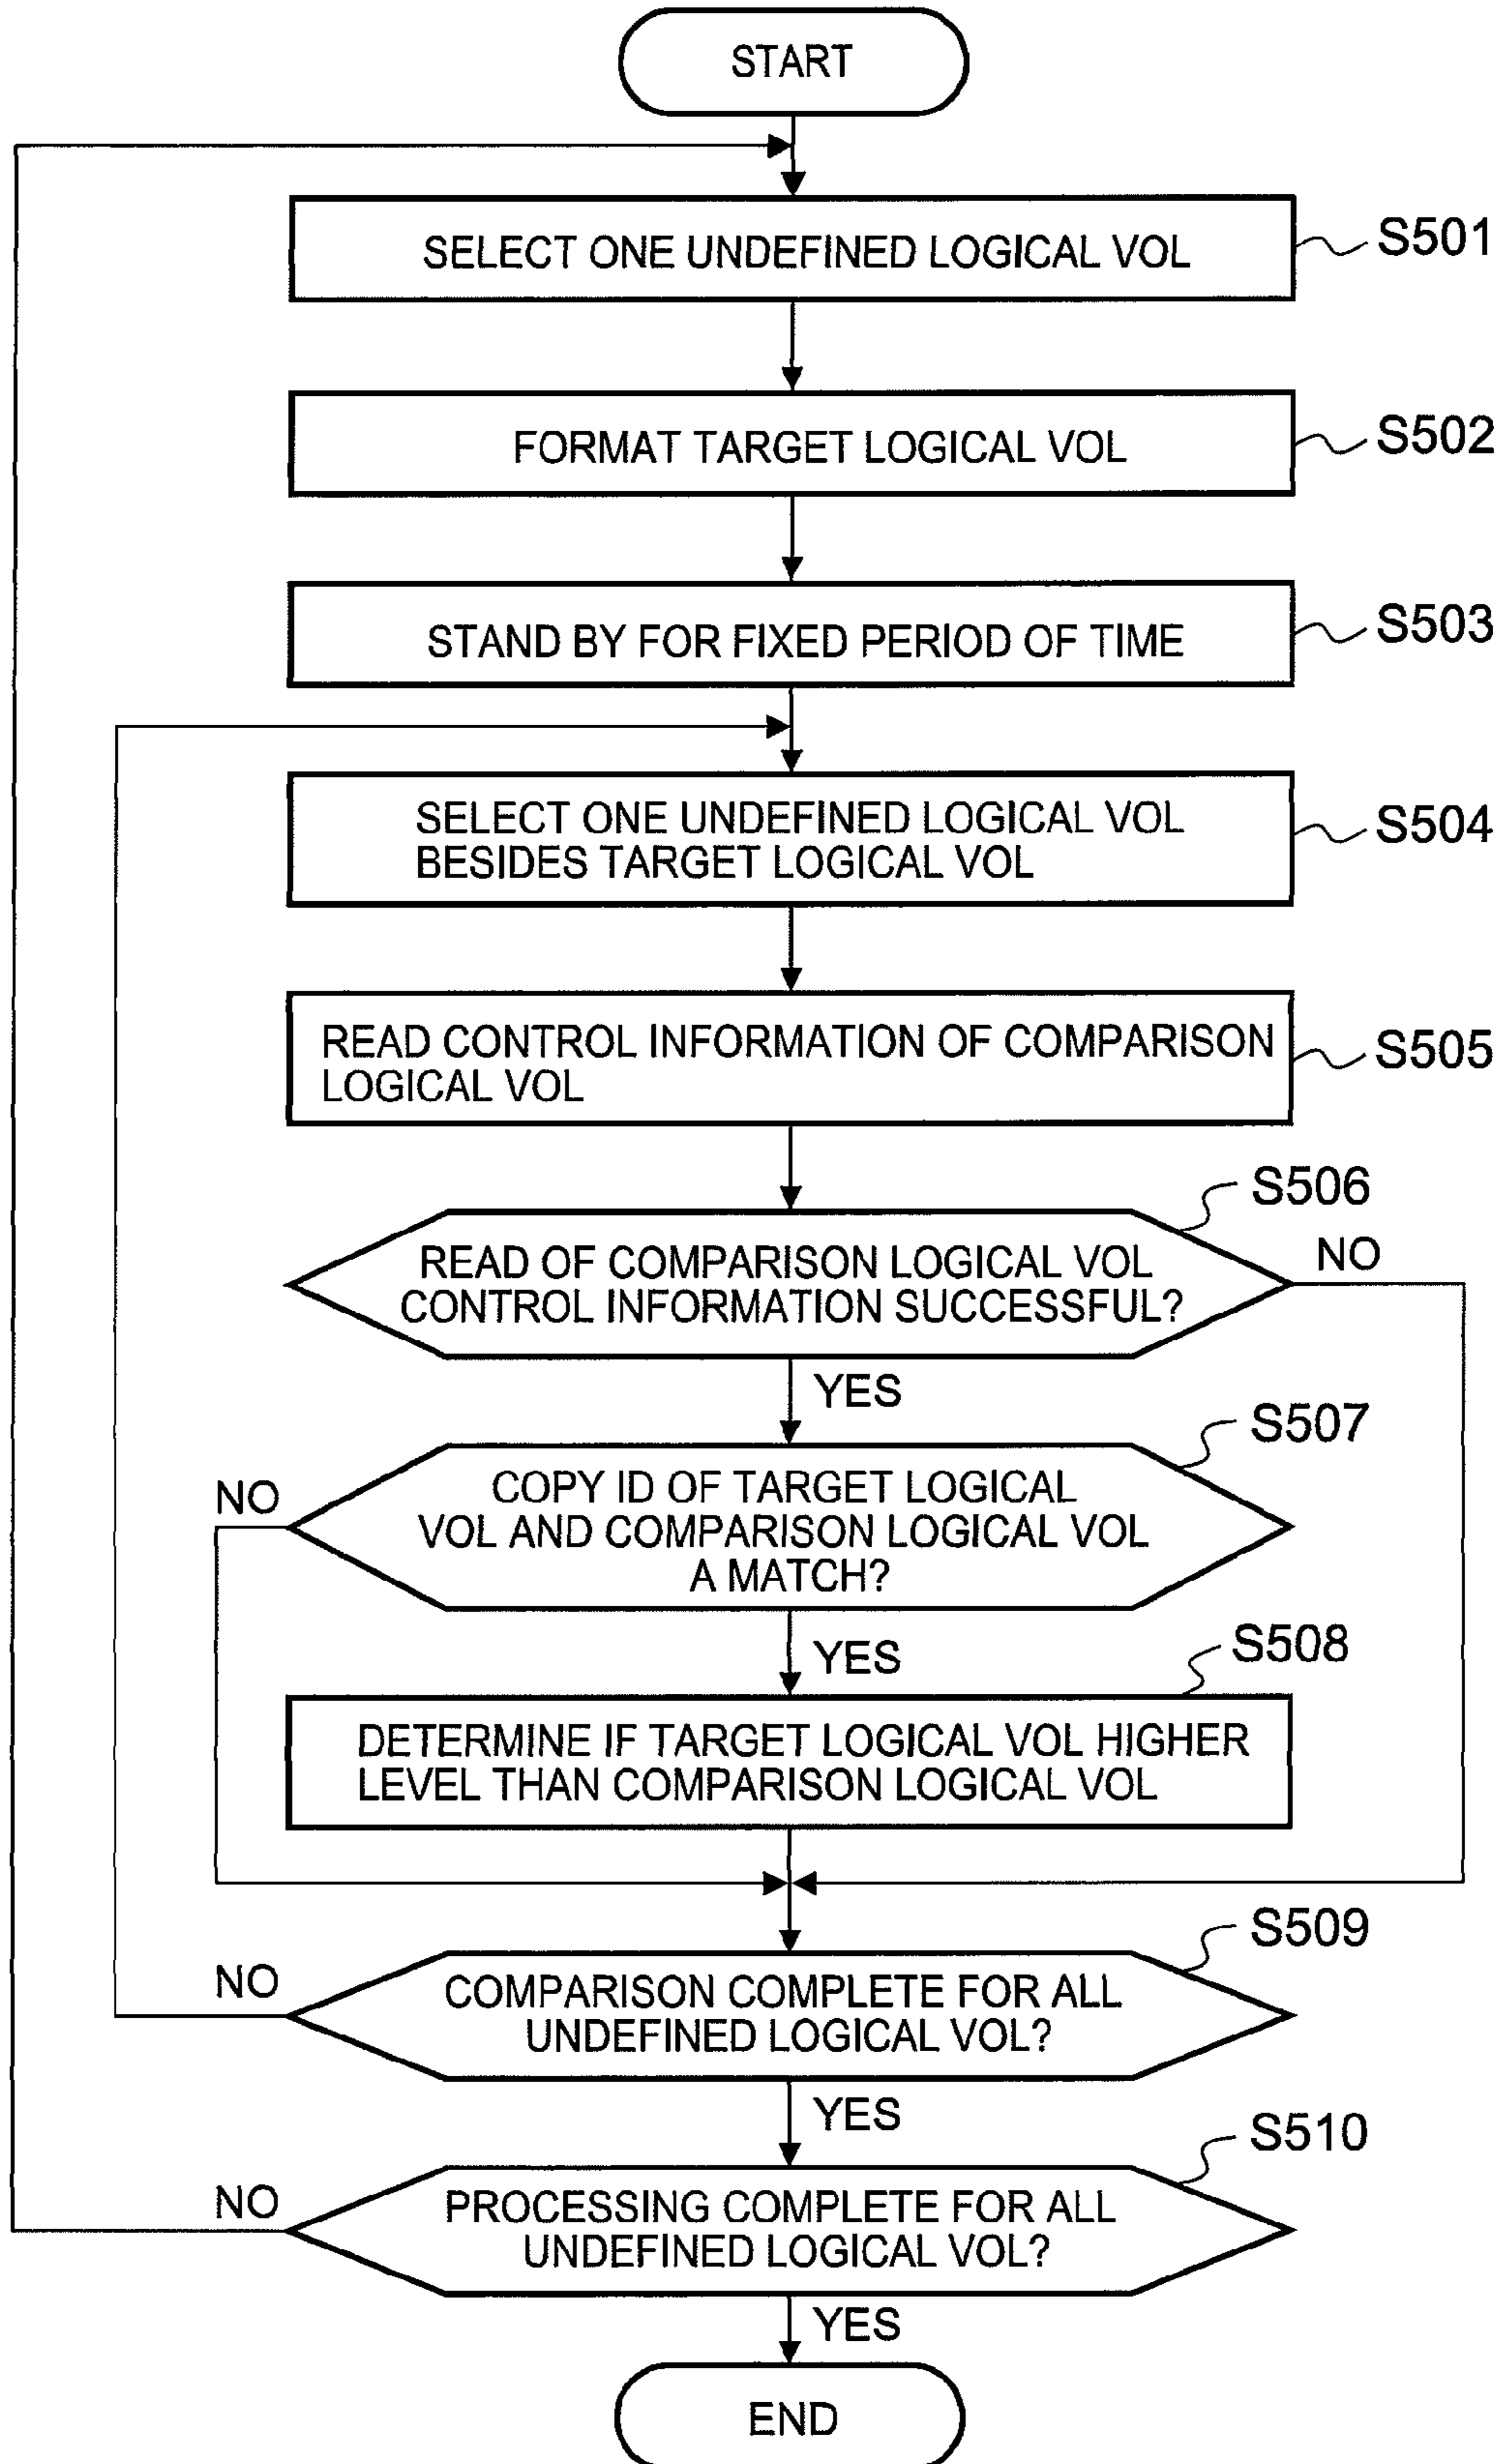 START
SELECT ONE UNDEFINED LOGICAL VOL
S501
FORMAT TARGET LOGICAL VOL
S502
STAND BY FOR FIXED PERIOD OF TIME
S503
SELECT ONE UNDEFINED LOGICAL VOL
BESIDES TARGET LOGICAL VOL
S504
READ CONTROL INFORMATION OF COMPARISON
LOGICAL VOL
S505
S506
READ OF COMPARISON LOGICAL VOL
CONTROL INFORMATION SUCCESSFUL?
NO
YES
S507
COPY ID OF TARGET LOGICAL
VOL AND COMPARISON LOGICAL VOL
A MATCH?
NO
YES
S508
DETERMINE IF TARGET LOGICAL VOL HIGHER
LEVEL THAN COMPARISON LOGICAL VOL
S509
COMPARISON COMPLETE FOR ALL
UNDEFINED LOGICAL VOL?
NO
YES
S510
PROCESSING COMPLETE FOR ALL
UNDEFINED LOGICAL VOL?
NO
YES
END